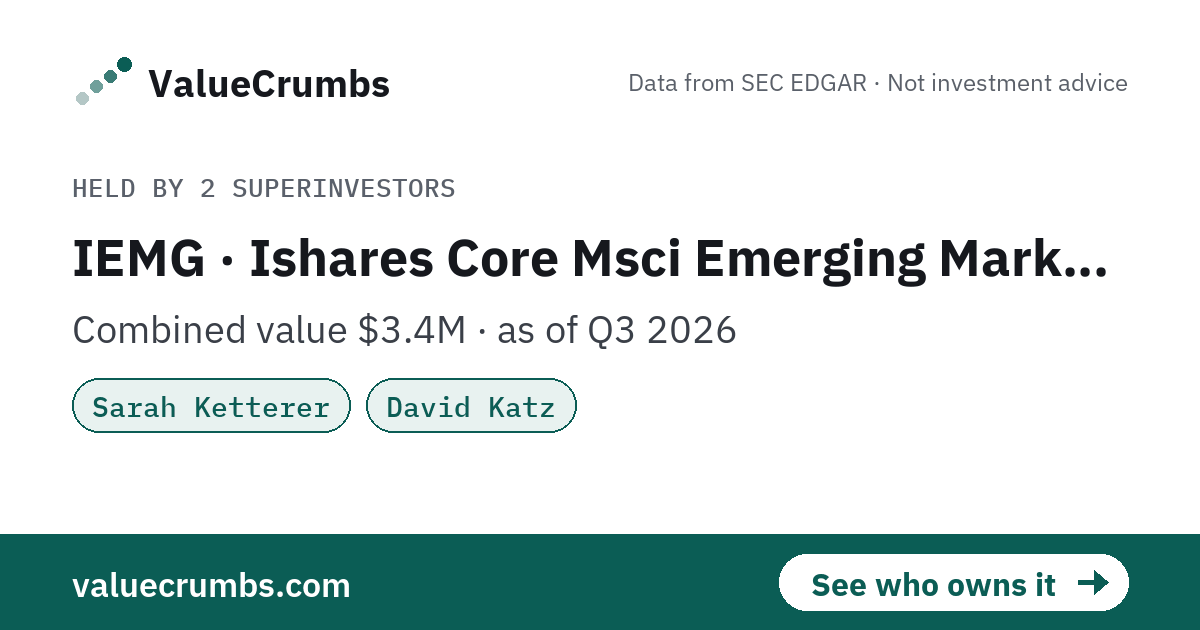 ValueCrumbs
Data from SEC EDGAR · Not investment advice
HELD BY 2 SUPERINVESTORS
IEMG · Ishares Core Msci Emerging Mark...
Combined value $3.4M · as of Q3 2026
Sarah Ketterer
David Katz
valuecrumbs.com
See who owns it